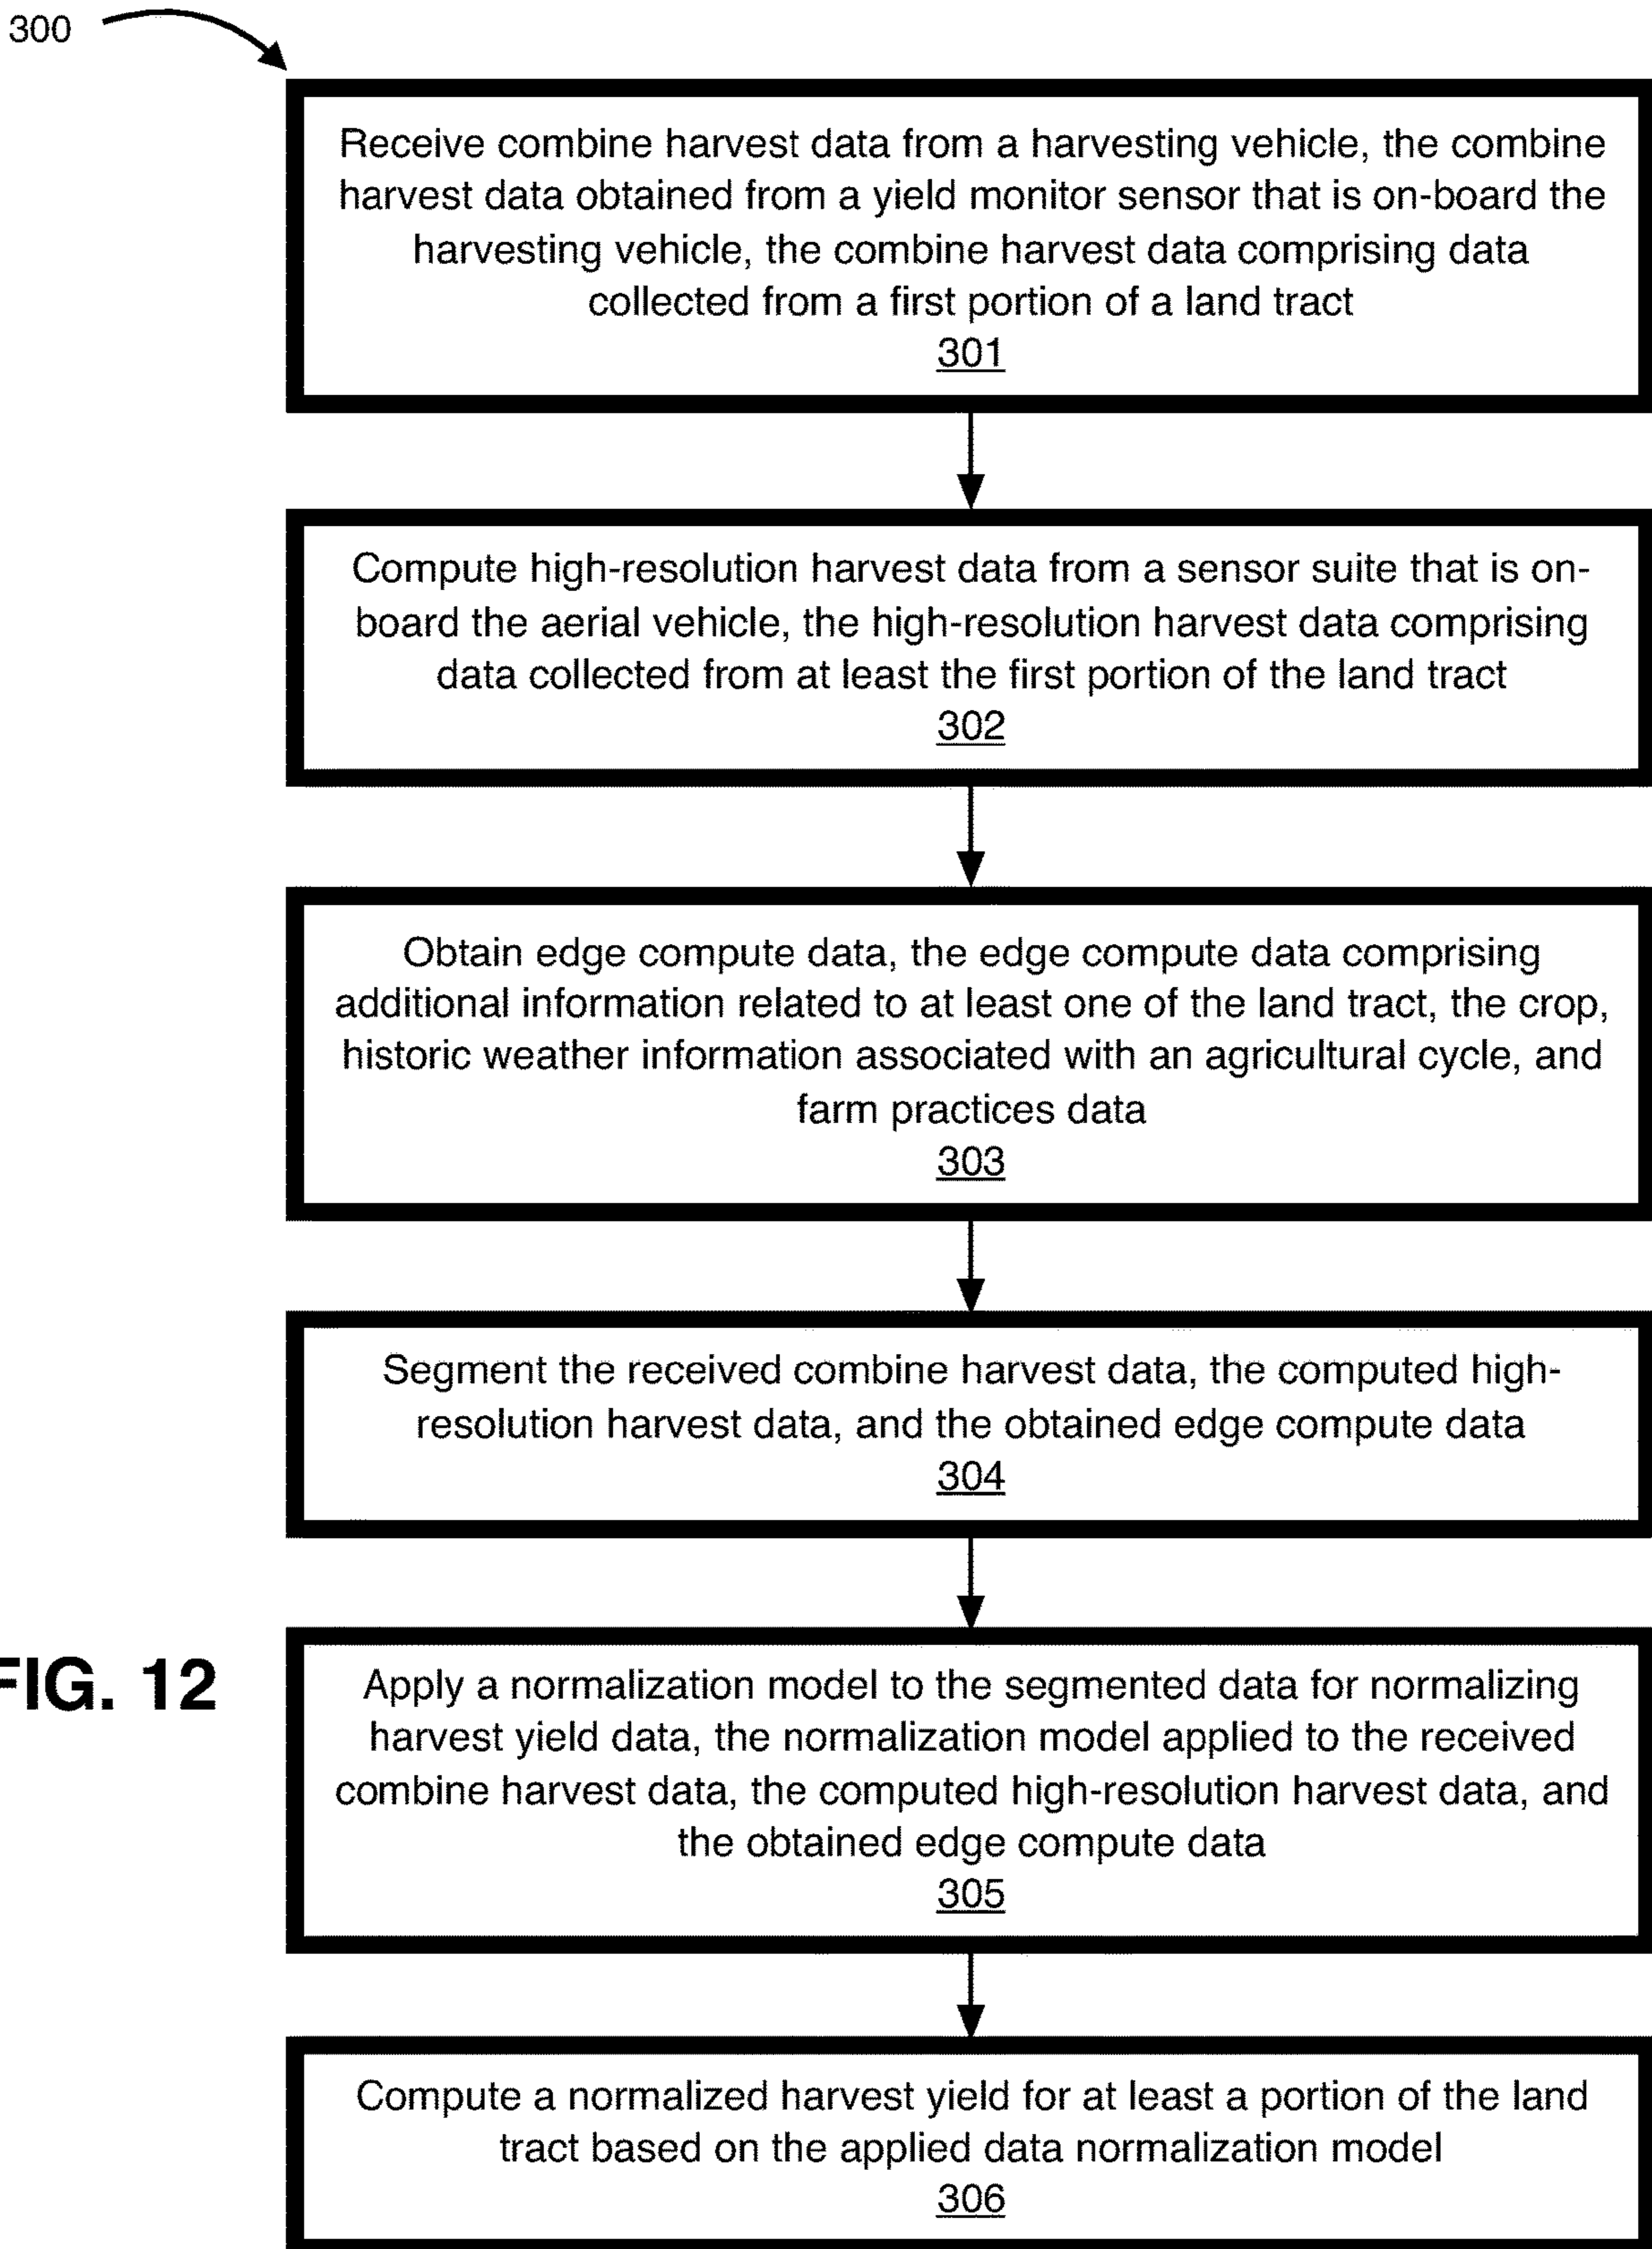 300
Receive combine harvest data from a harvesting vehicle, the combine
harvest data obtained from a yield monitor sensor that is on-board the
harvesting vehicle, the combine harvest data comprising data
collected from a first portion of a land tract
301
Compute high-resolution harvest data from a sensor suite that is on-
board the aerial vehicle, the high-resolution harvest data comprising
data collected from at least the first portion of the land tract
302
Obtain edge compute data, the edge compute data comprising
additional information related to at least one of the land tract, the crop,
historic weather information associated with an agricultural cycle, and
farm practices data
303
Segment the received combine harvest data, the computed high-
resolution harvest data, and the obtained edge compute data
304
FIG. 12
Apply a normalization model to the segmented data for normalizing
harvest yield data, the normalization model applied to the received
combine harvest data, the computed high-resolution harvest data, and
the obtained edge compute data
305
Compute a normalized harvest yield for at least a portion of the land
tract based on the applied data normalization model
306